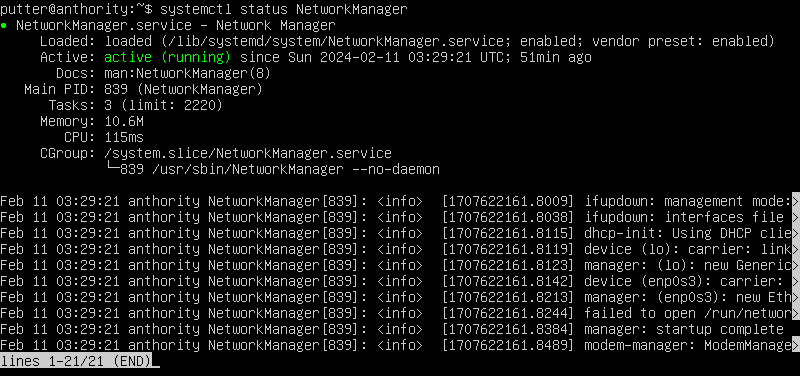 putter@anthority:~$ systemctl status NetworkManager
● NetworkManager.service - Network Manager
     Loaded: loaded (/lib/systemd/system/NetworkManager.service; enabled; vendor preset: enabled)
     Active: active (running) since Sun 2024-02-11 03:29:21 UTC; 51min ago
       Docs: man:NetworkManager(8)
   Main PID: 839 (NetworkManager)
      Tasks: 3 (limit: 2220)
     Memory: 10.6M
        CPU: 115ms
     CGroup: /system.slice/NetworkManager.service
             └─839 /usr/sbin/NetworkManager --no-daemon

Feb 11 03:29:21 anthority NetworkManager[839]: <info>  [1707622161.8009] ifupdown: management mode:>
Feb 11 03:29:21 anthority NetworkManager[839]: <info>  [1707622161.8038] ifupdown: interfaces file >
Feb 11 03:29:21 anthority NetworkManager[839]: <info>  [1707622161.8115] dhcp-init: Using DHCP clie>
Feb 11 03:29:21 anthority NetworkManager[839]: <info>  [1707622161.8119] device (lo): carrier: link>
Feb 11 03:29:21 anthority NetworkManager[839]: <info>  [1707622161.8123] manager: (lo): new Generic>
Feb 11 03:29:21 anthority NetworkManager[839]: <info>  [1707622161.8142] device (enp0s3): carrier: >
Feb 11 03:29:21 anthority NetworkManager[839]: <info>  [1707622161.8213] manager: (enp0s3): new Eth>
Feb 11 03:29:21 anthority NetworkManager[839]: <info>  [1707622161.8244] failed to open /run/networ>
Feb 11 03:29:21 anthority NetworkManager[839]: <info>  [1707622161.8384] manager: startup complete
Feb 11 03:29:21 anthority NetworkManager[839]: <info>  [1707622161.8489] modem-manager: ModemManage>
lines 1-21/21 (END)